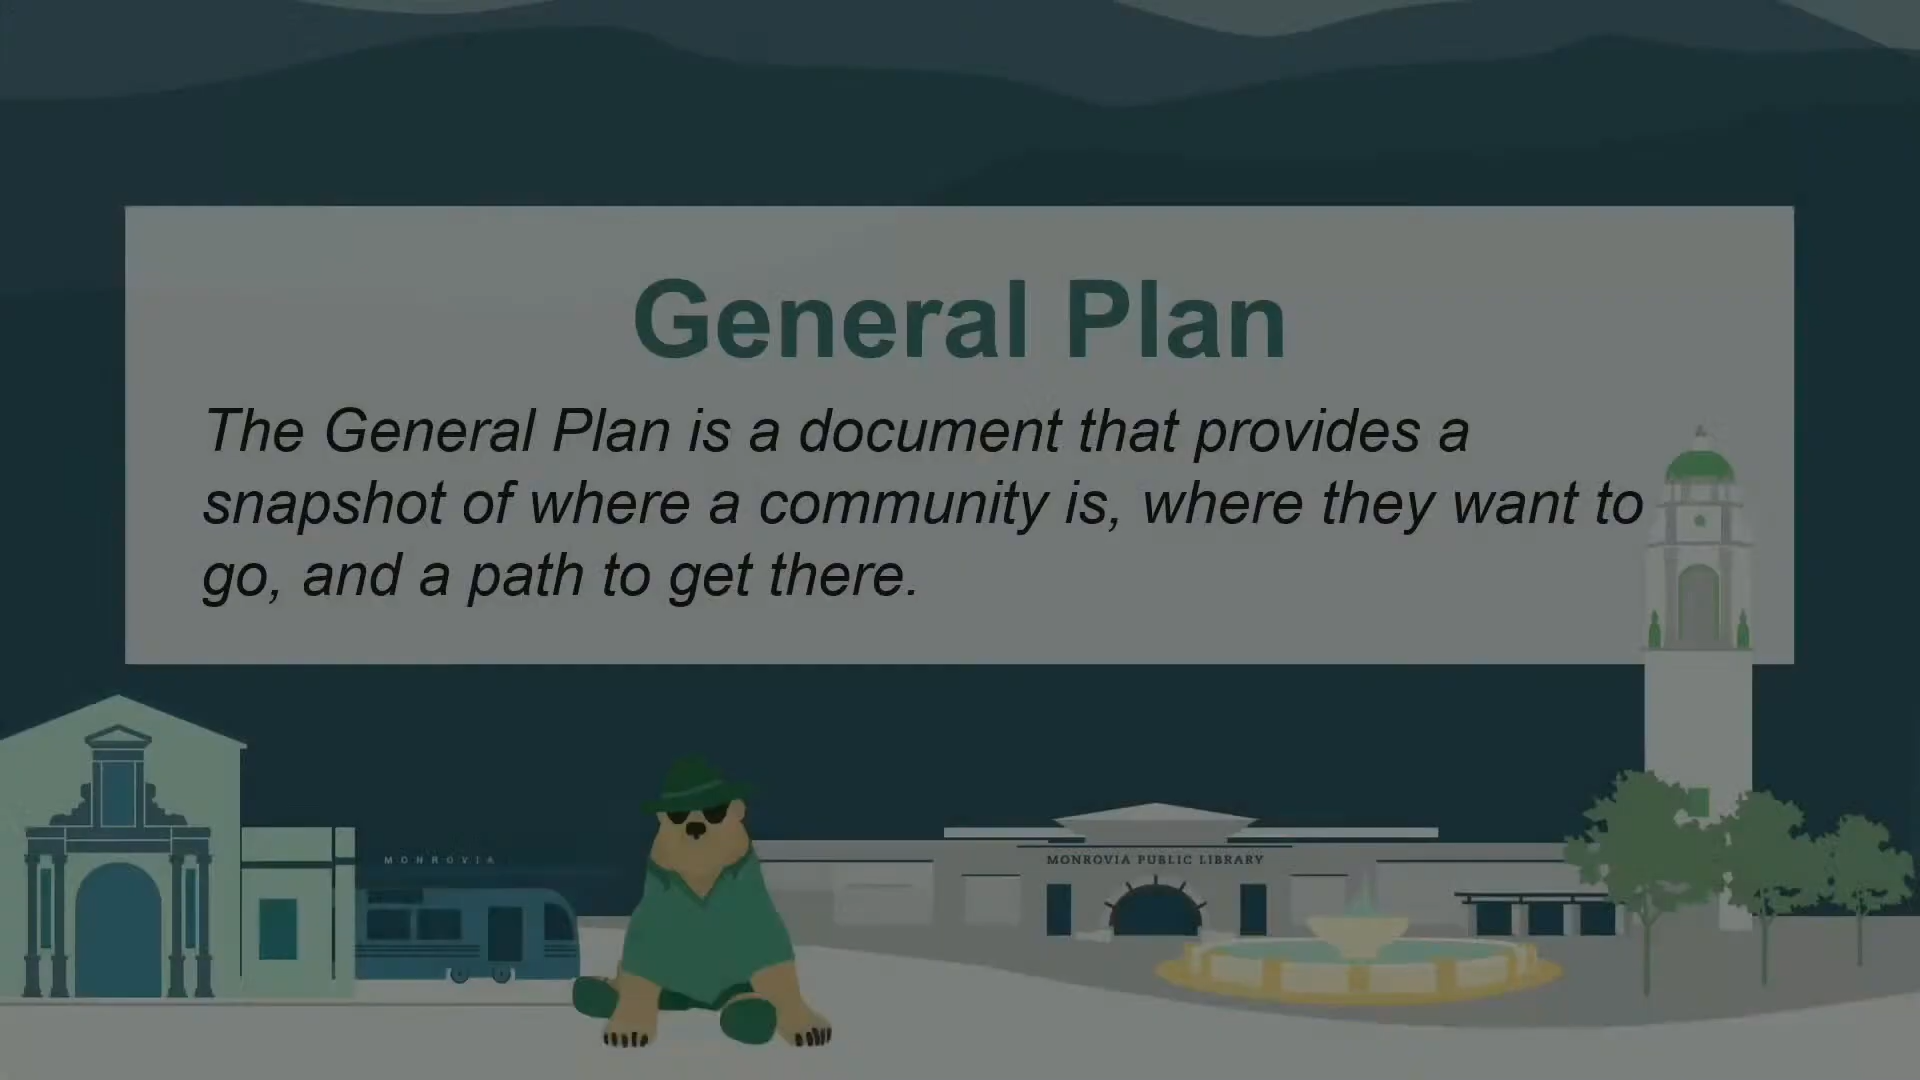 General Plan
The General Plan is a document that provides a
snapshot of where a community is, where they want to
go, and a path to get there.
MONROVIA
MONROVIA PUBLIC LIBRARY